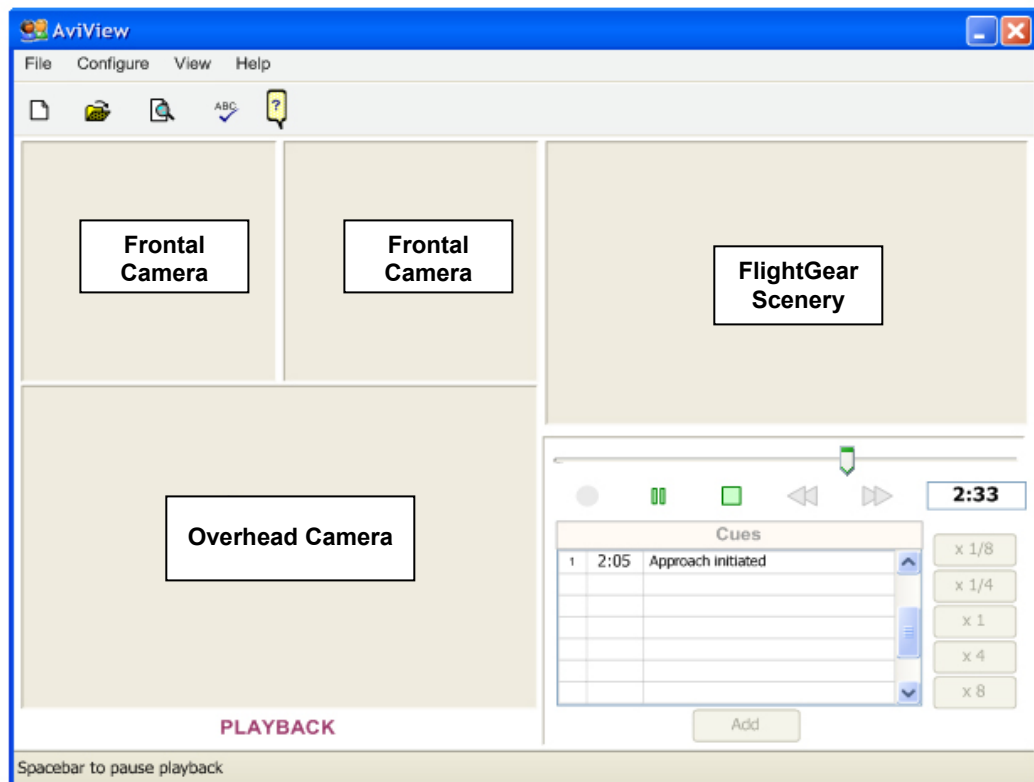 AviView
File Configure View Help
ABC
?
Frontal
Camera
Frontal
Camera
FlightGear
Scenery
Overhead Camera
2:33
Cues
1 2:05 Approach initiated
x 1/8
x 1/4
x 1
x 4
x 8
Add
PLAYBACK
Spacebar to pause playback